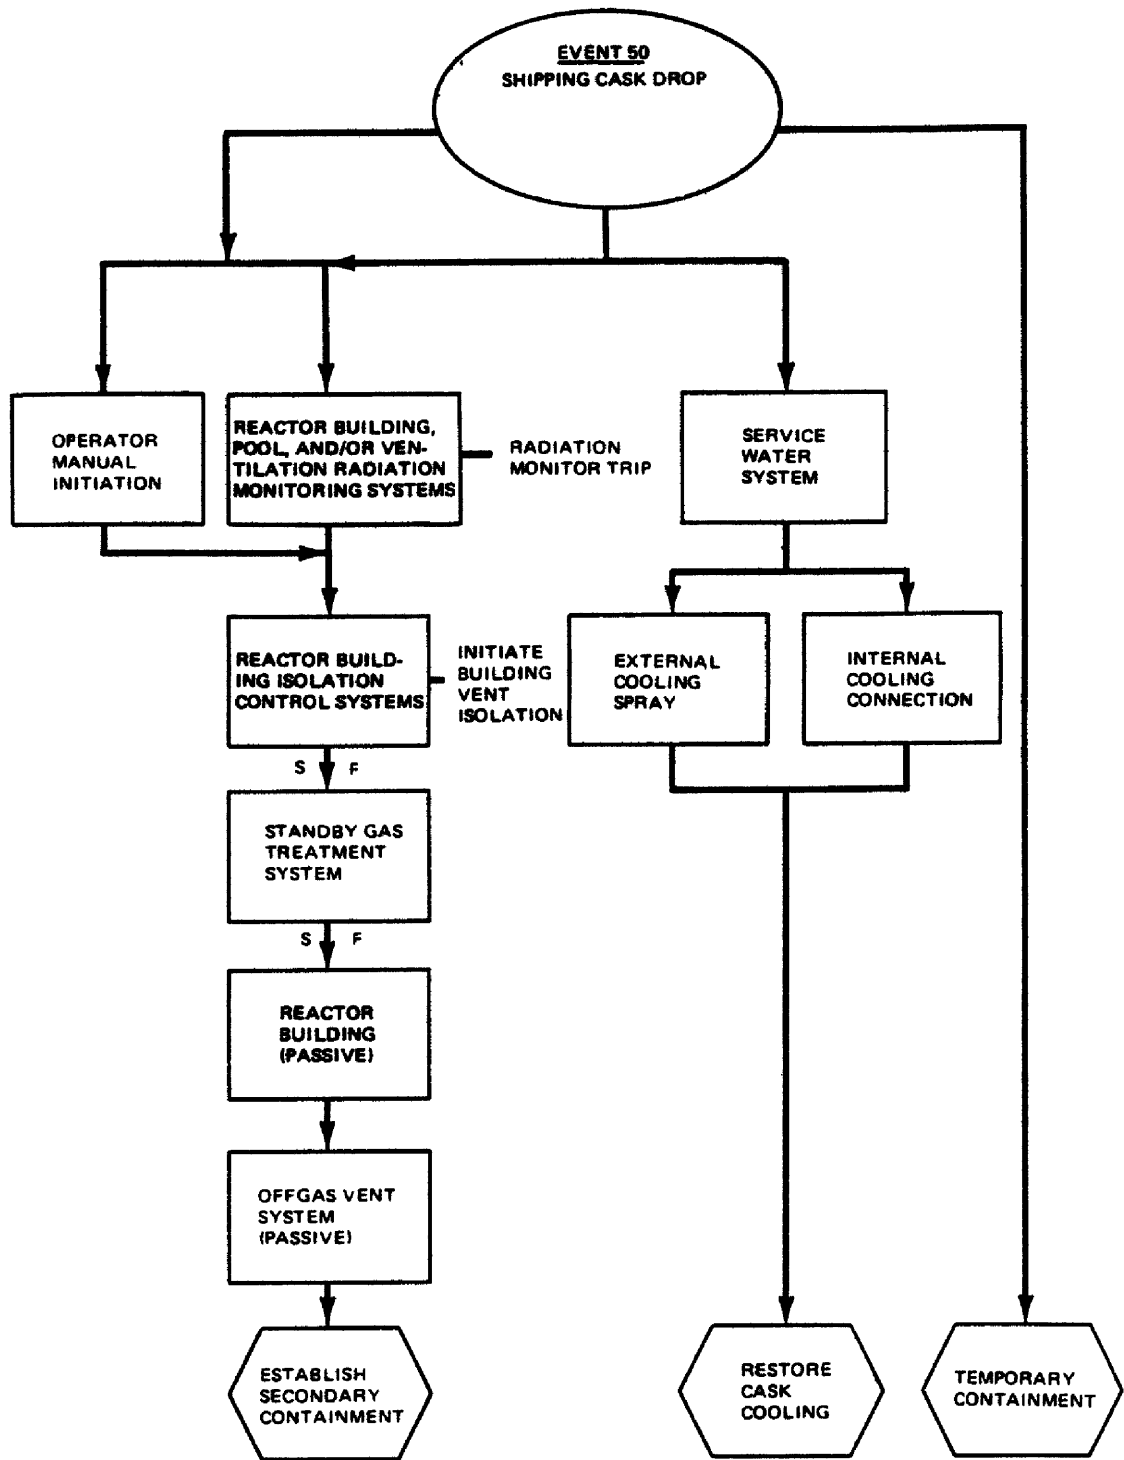 EVENT 50
SHIPPING CASK DROP
OPERATOR
MANUAL
INITIATION
REACTOR BUILDING,
POOL, AND/OR VEN-
TILATION RADIATION
MONITORING SYSTEMS
RADIATION
MONITOR TRIP
SERVICE
WATER
SYSTEM
REACTOR BUILD-
ING ISOLATION
CONTROL SYSTEMS
INITIATE
BUILDING
VENT
ISOLATION
EXTERNAL
COOLING
SPRAY
INTERNAL
COOLING
CONNECTION
S F
STANDBY GAS
TREATMENT
SYSTEM
S F
REACTOR
BUILDING
(PASSIVE)
OFFGAS VENT
SYSTEM
(PASSIVE)
ESTABLISH
SECONDARY
CONTAINMENT
RESTORE
CASK
COOLING
TEMPORARY
CONTAINMENT